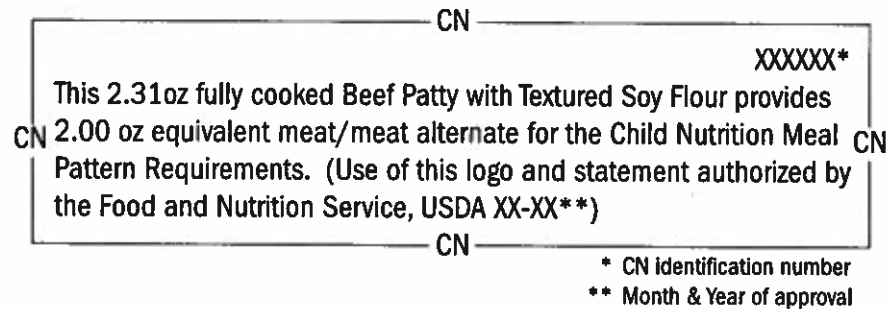 CN
XXXXXX*
This 2.31oz fully cooked Beef Patty with Textured Soy Flour provides
CN 2.00 oz equivalent meat/meat alternate for the Child Nutrition Meal CN
Pattern Requirements. (Use of this logo and statement authorized by
the Food and Nutrition Service, USDA XX-XX**)
CN
* CN identification number
** Month & Year of approval